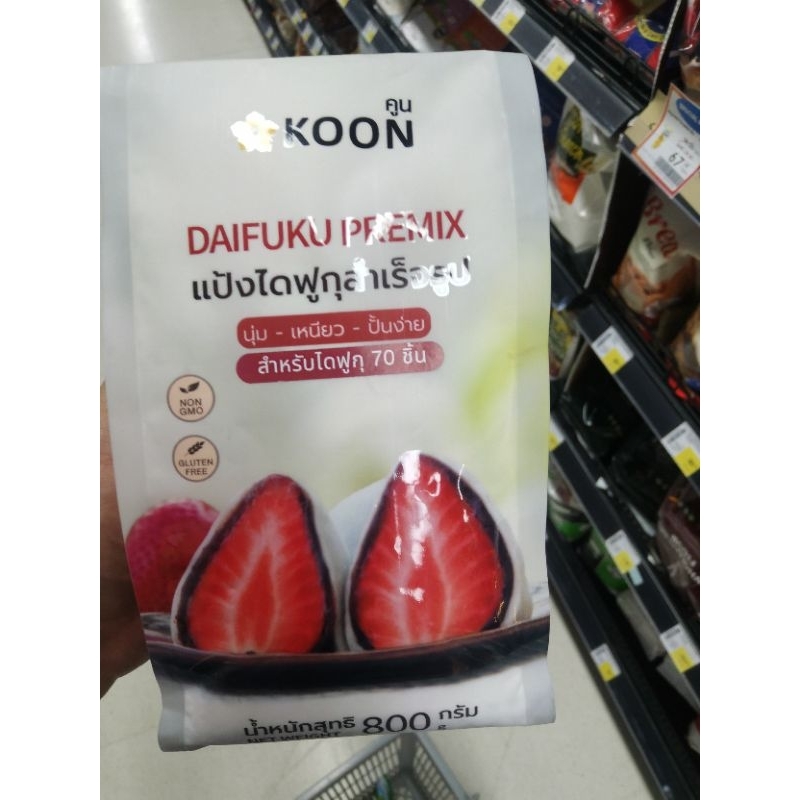 คูน
KOON
DAIFUKU PREMIX
แป้งไดฟูกุสำเร็จรูป
นุ่ม - เหนียว - ปั้นง่าย
สำหรับไดฟูกุ 70 ชิ้น
NON
GMO
GLUTEN
FREE
น้ำหนักสุทธิ 800 กรัม
NET WEIGHT g
67